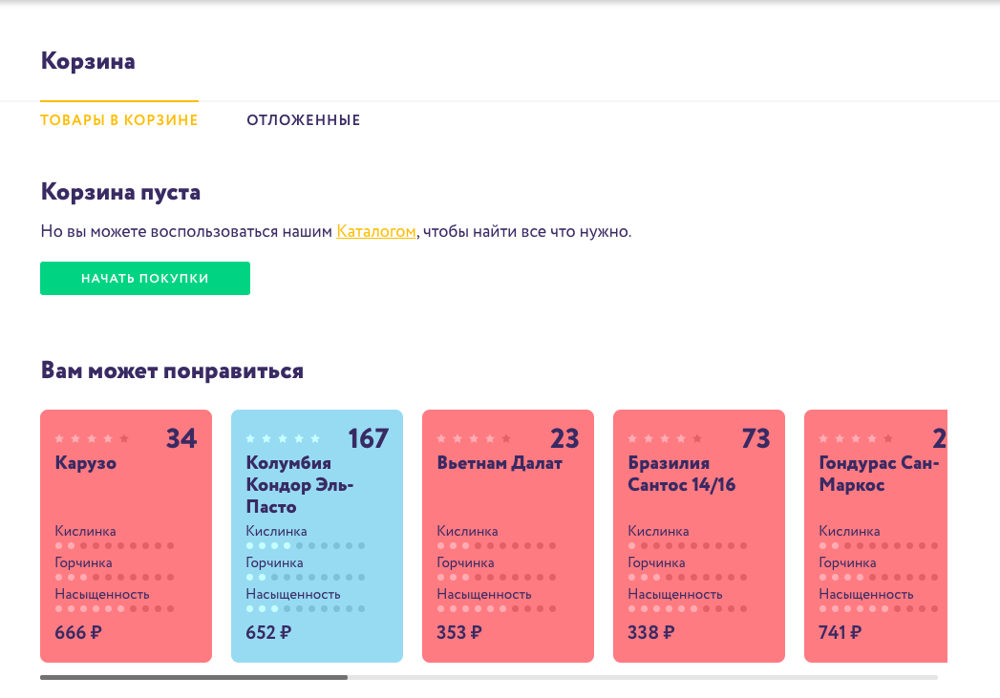 Корзина
ТОВАРЫ В КОРЗИНЕ ОТЛОЖЕННЫЕ
Корзина пуста
Но вы можете воспользоваться нашим Каталогом, чтобы найти все что нужно.
НАЧАТЬ ПОКУПКИ
Вам может понравиться
34
Карузо
Кислинка
Горчинка
Насыщенность
666 ₽
167
Колумбия
Кондор Эль-
Пасто
Кислинка
Горчинка
Насыщенность
652 ₽
23
Вьетнам Далат
Кислинка
Горчинка
Насыщенность
353 ₽
73
Бразилия
Сантос 14/16
Кислинка
Горчинка
Насыщенность
338 ₽
Гондурас Сан-
Маркос
Кислинка
Горчинка
Насыщенность
741 ₽